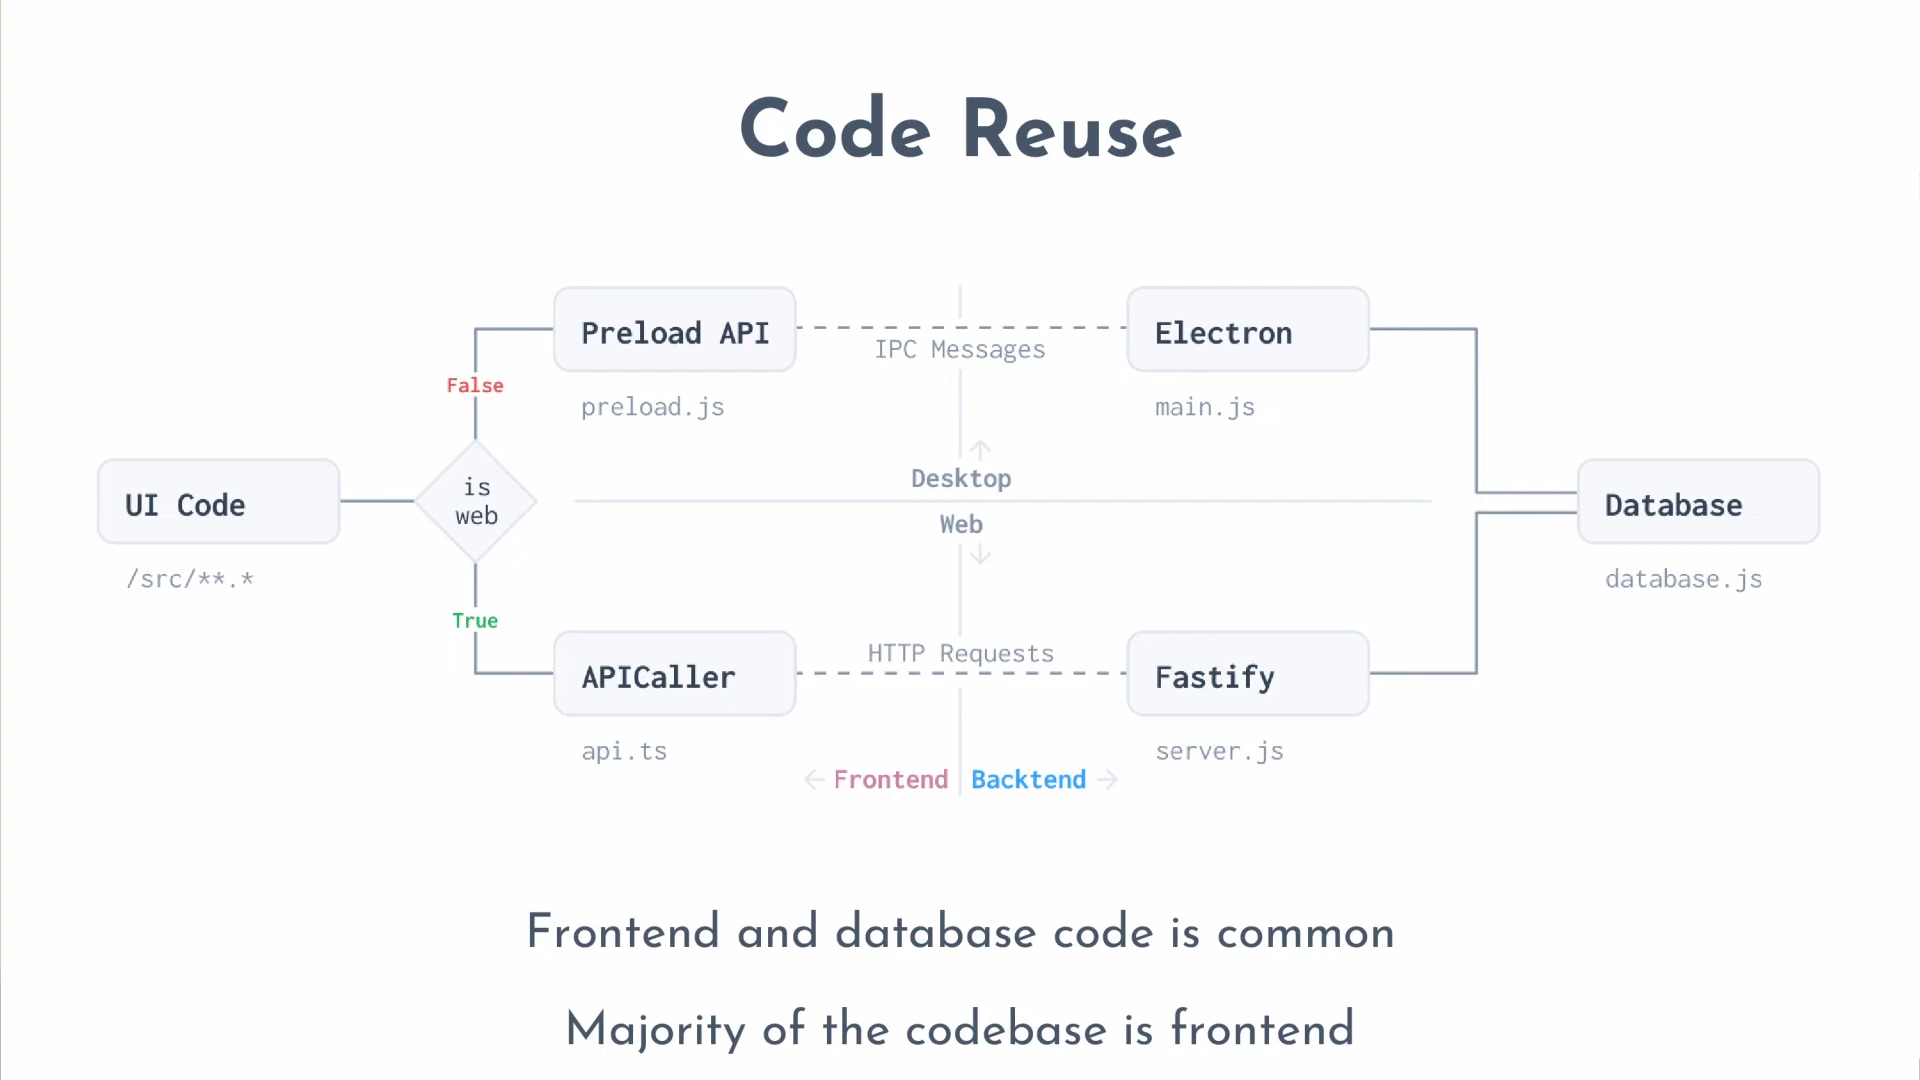 Code Reuse
Preload API
IPC Messages
Electron
False
preload.js
main.js
UI Code
is
web
Desktop
Web
Database
/src/**.*
database.js
True
APICaller
HTTP Requests
Fastify
api.ts
server.js
← Frontend
Backtend →
Frontend and database code is common
Majority of the codebase is frontend